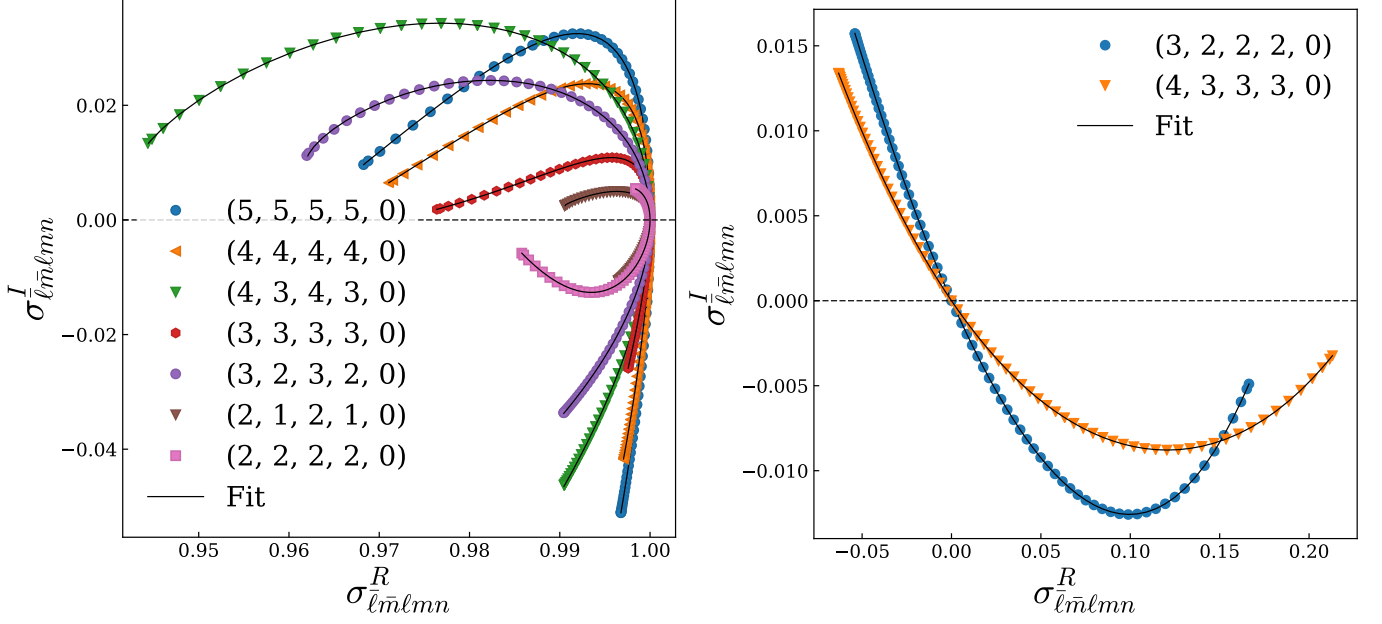 0.02
0.00
−0.02
−0.04
σ^I_{ℓ̄m̄ℓmn}
(5, 5, 5, 5, 0)
(4, 4, 4, 4, 0)
(4, 3, 4, 3, 0)
(3, 3, 3, 3, 0)
(3, 2, 3, 2, 0)
(2, 1, 2, 1, 0)
(2, 2, 2, 2, 0)
Fit
0.95 0.96 0.97 0.98 0.99 1.00
σ^R_{ℓ̄m̄ℓmn}
0.015
0.010
0.005
0.000
−0.005
−0.010
σ^I_{ℓ̄m̄ℓmn}
(3, 2, 2, 2, 0)
(4, 3, 3, 3, 0)
Fit
−0.05 0.00 0.05 0.10 0.15 0.20
σ^R_{ℓ̄m̄ℓmn}